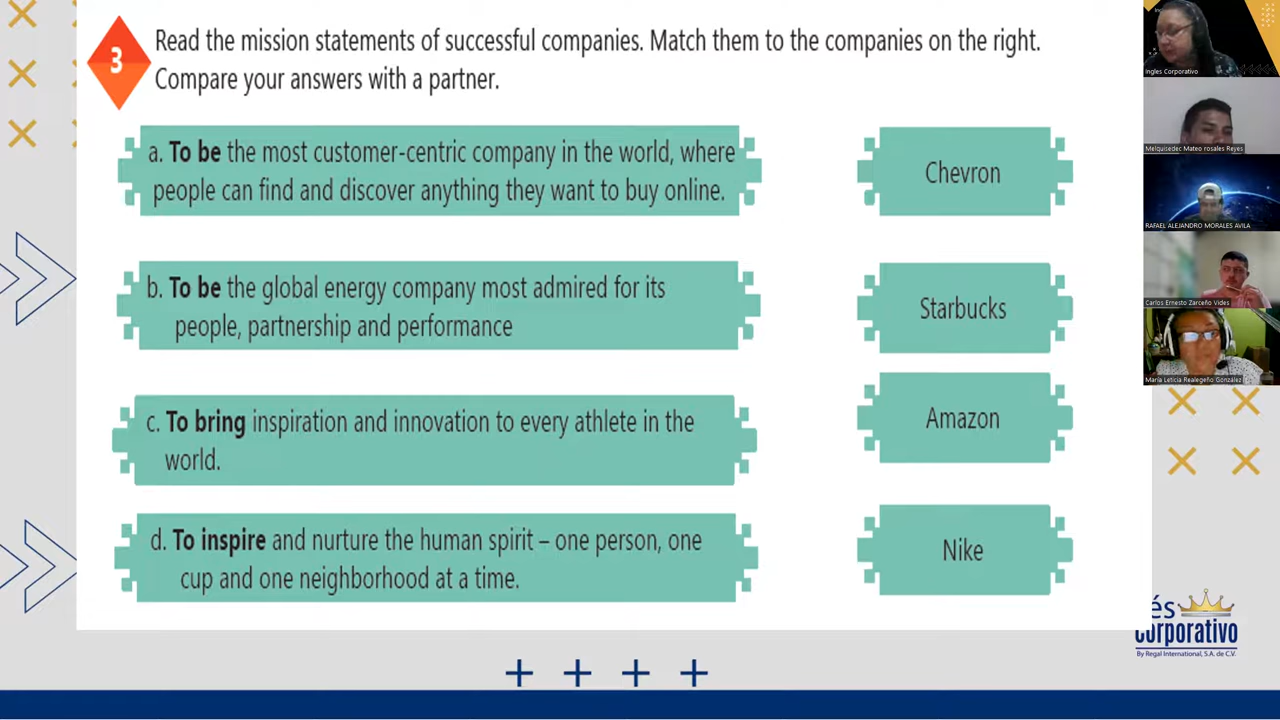 3
Read the mission statements of successful companies. Match them to the companies on the right.
Compare your answers with a partner.
a. To be the most customer-centric company in the world, where
people can find and discover anything they want to buy online.
Chevron
b. To be the global energy company most admired for its
people, partnership and performance
Starbucks
c. To bring inspiration and innovation to every athlete in the
world.
Amazon
d. To inspire and nurture the human spirit – one person, one
cup and one neighborhood at a time.
Nike
Ingles Corporativo
Melquisedec Mateo rosales Reyes
RAFAEL ALEJANDRO MORALES AVILA
Carlos Ernesto Zarceño Vides
María Leticia Realegeño González
és
corporativo
By Regal International, S.A. de C.V.